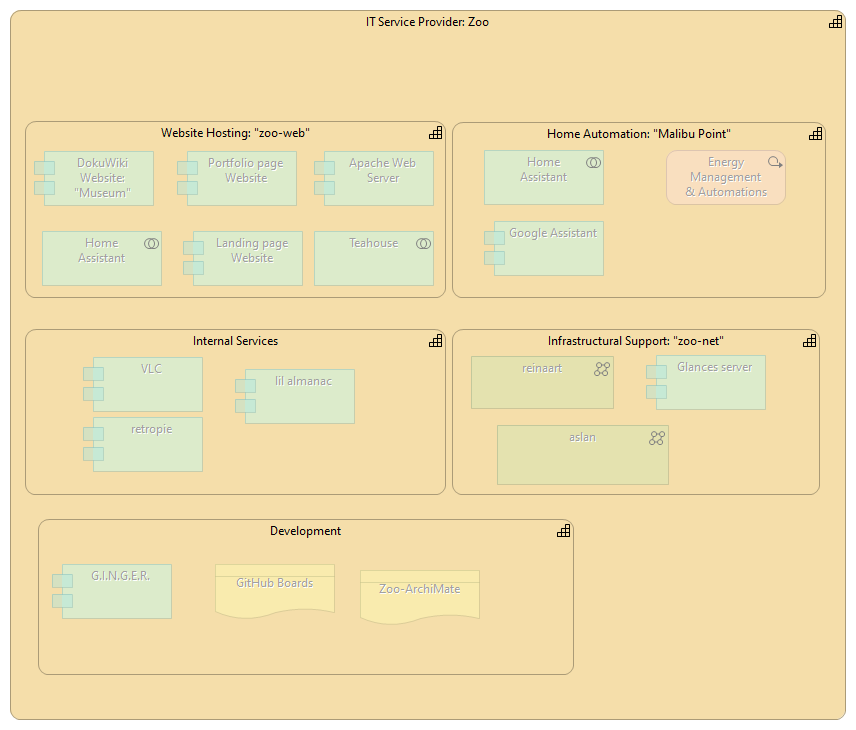 IT Service Provider: Zoo
Website Hosting: "zoo-web"
DokuWiki
Website:
"Museum"
Portfolio page
Website
Apache Web
Server
Home
Assistant
Landing page
Website
Teahouse
Home Automation: "Malibu Point"
Home
Assistant
Energy
Management
& Automations
Google Assistant
Internal Services
VLC
lil almanac
retropie
Infrastructural Support: "zoo-net"
reinaart
Glances server
aslan
Development
G.I.N.G.E.R.
GitHub Boards
Zoo-ArchiMate